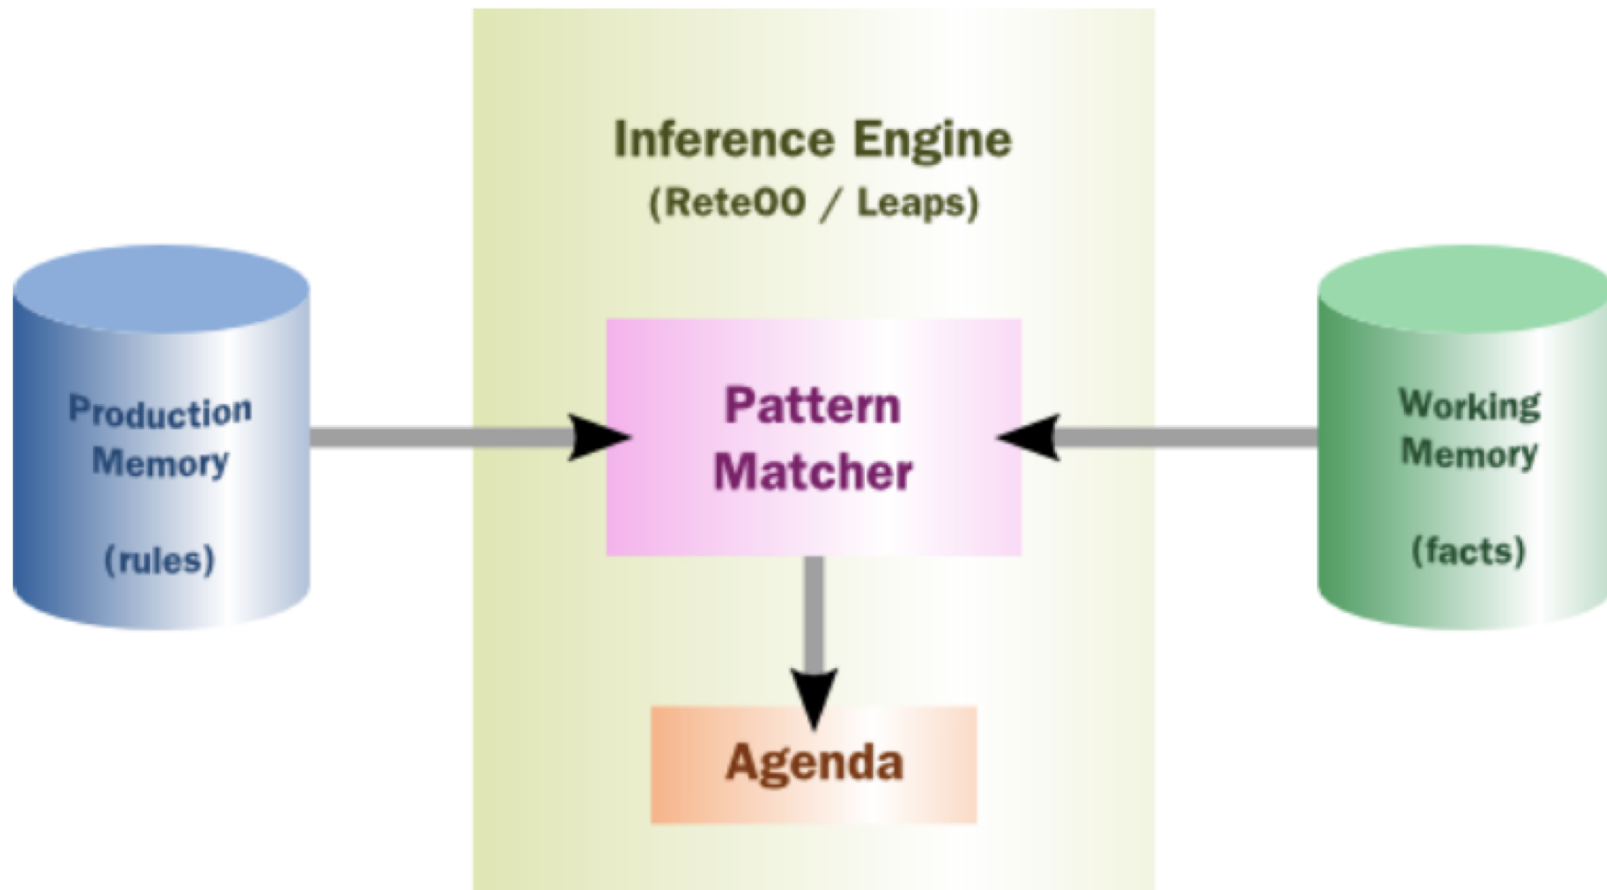 Inference Engine
(ReteOO / Leaps)
Production
Memory
(rules)
Pattern
Matcher
Working
Memory
(facts)
Agenda